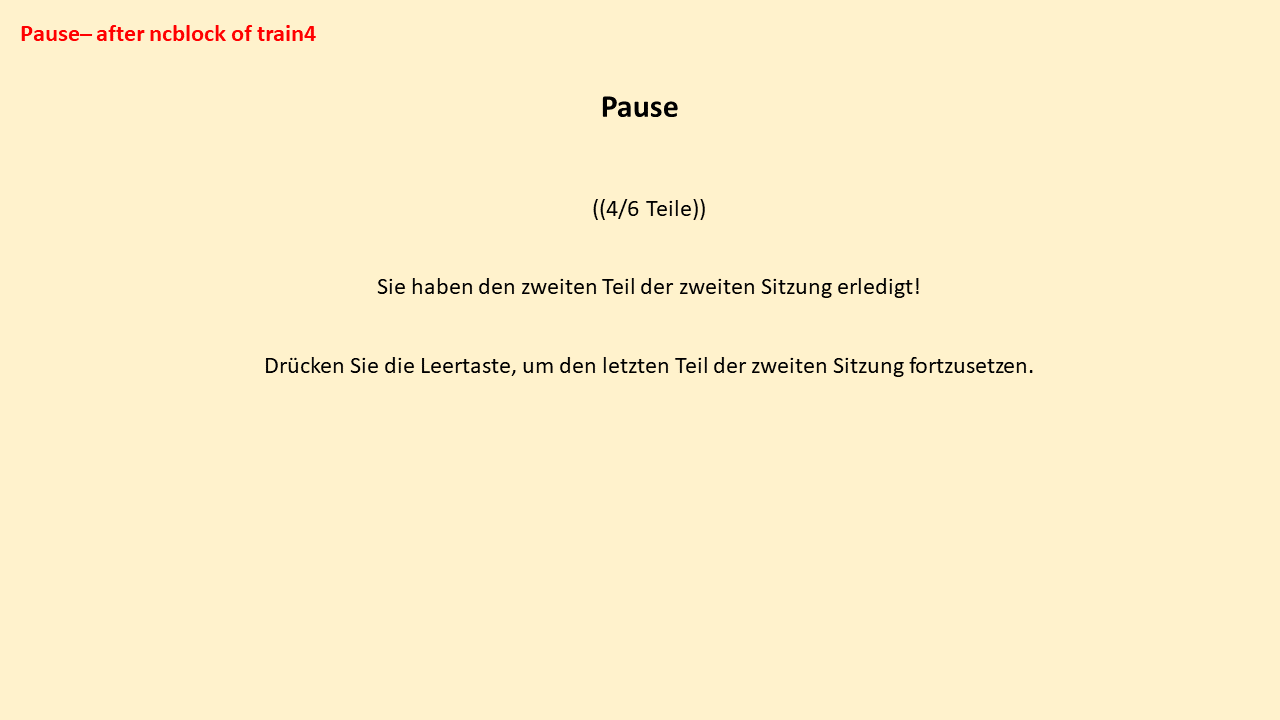 Pause– after ncblock of train4
Pause
((4/6 Teile))
Sie haben den zweiten Teil der zweiten Sitzung erledigt!
Drücken Sie die Leertaste, um den letzten Teil der zweiten Sitzung fortzusetzen.